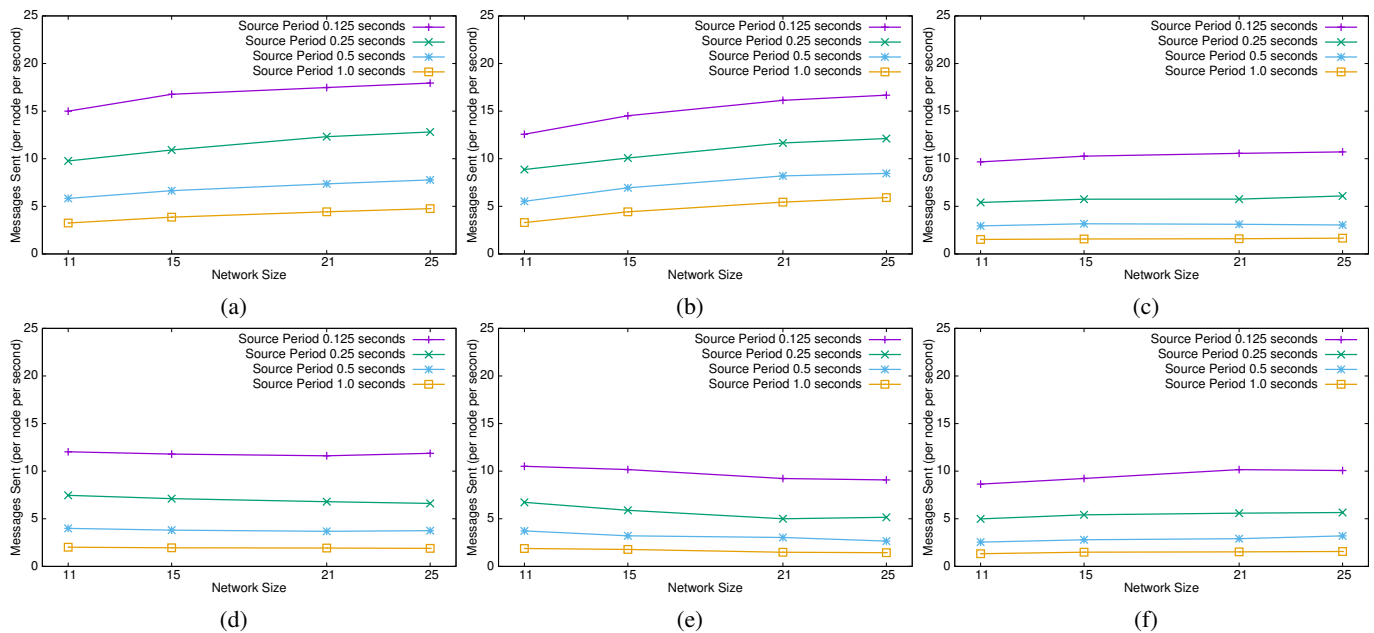 Messages Sent (per node per second)
25
20
15
10
5
0
11
15
21
25
Network Size
Source Period 0.125 seconds
Source Period 0.25 seconds
Source Period 0.5 seconds
Source Period 1.0 seconds
(a)
Messages Sent (per node per second)
25
20
15
10
5
0
11
15
21
25
Network Size
Source Period 0.125 seconds
Source Period 0.25 seconds
Source Period 0.5 seconds
Source Period 1.0 seconds
(b)
Messages Sent (per node per second)
25
20
15
10
5
0
11
15
21
25
Network Size
Source Period 0.125 seconds
Source Period 0.25 seconds
Source Period 0.5 seconds
Source Period 1.0 seconds
(c)
Messages Sent (per node per second)
25
20
15
10
5
0
11
15
21
25
Network Size
Source Period 0.125 seconds
Source Period 0.25 seconds
Source Period 0.5 seconds
Source Period 1.0 seconds
(d)
Messages Sent (per node per second)
25
20
15
10
5
0
11
15
21
25
Network Size
Source Period 0.125 seconds
Source Period 0.25 seconds
Source Period 0.5 seconds
Source Period 1.0 seconds
(e)
Messages Sent (per node per second)
25
20
15
10
5
0
11
15
21
25
Network Size
Source Period 0.125 seconds
Source Period 0.25 seconds
Source Period 0.5 seconds
Source Period 1.0 seconds
(f)